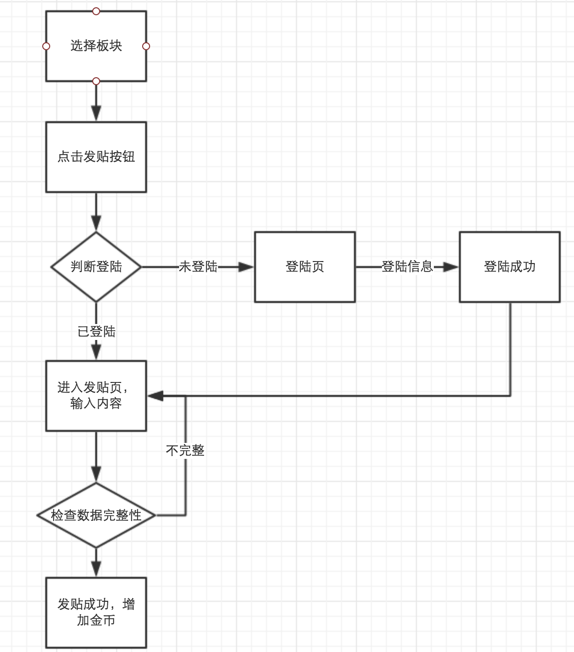 选择板块
点击发贴按钮
判断登陆
未登陆
登陆页
登陆信息
登陆成功
已登陆
进入发贴页，
输入内容
不完整
检查数据完整性
发贴成功，增
加金币